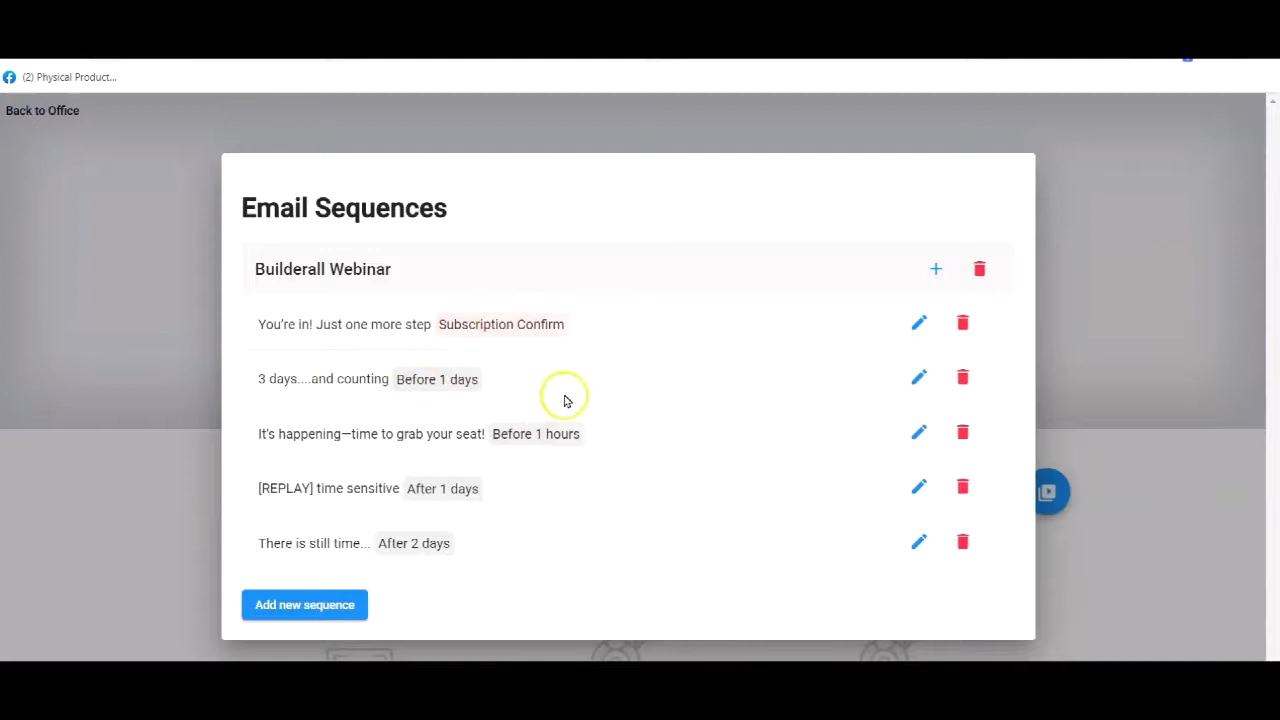 (2) Physical Product...
Back to Office
Email Sequences
Builderall Webinar
You're in! Just one more step Subscription Confirm
3 days....and counting Before 1 days
It's happening—time to grab your seat! Before 1 hours
[REPLAY] time sensitive After 1 days
There is still time... After 2 days
Add new sequence